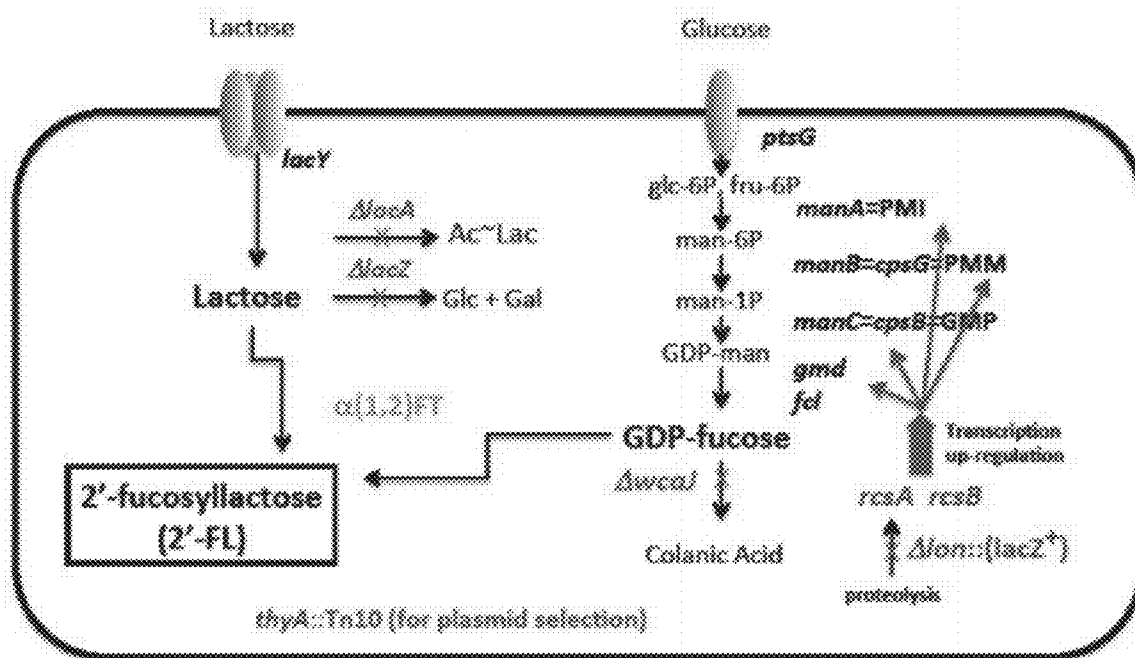 Lactose
Glucose
lacY
ptsG
glc-6P, fru-6P
ΔlacA
Ac~Lac
manA=PMI
man-6P
ΔlacZ
manB=cpsG=PMM
Lactose
Glc + Gal
man-1P
manC=cpsB=GMP
GDP-man
gmd
fcl
α(1,2)FT
GDP-fucose
Transcription
up-regulation
2'-fucosyllactose
(2'-FL)
ΔwcaJ
rcsA rcsB
Colanic Acid
Δlon::(lacZ⁺)
proteolysis
thyA::Tn10 (for plasmid selection)